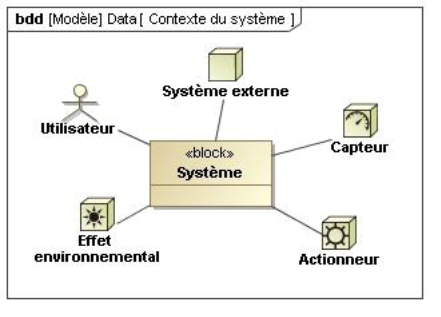 bdd [Modèle] Data [ Contexte du système ]
Système externe
Utilisateur
Capteur
«block»
Système
Effet
environnemental
Actionneur